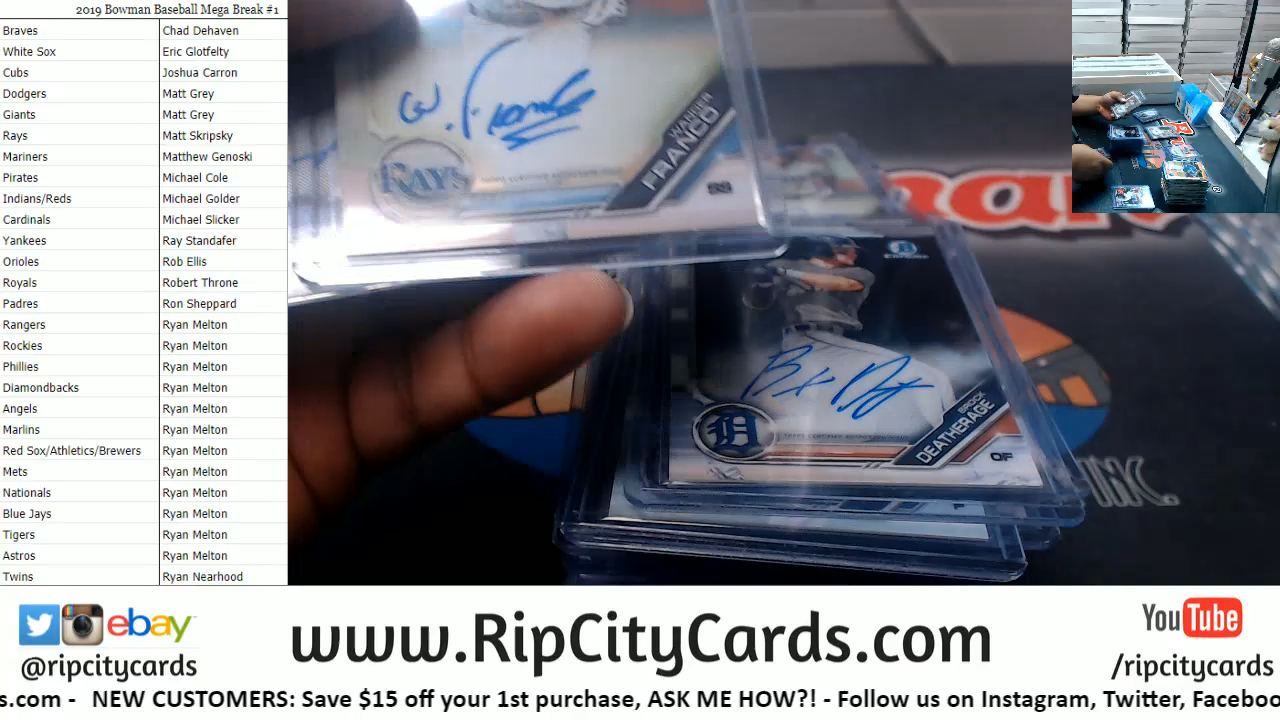 2019 Bowman Baseball Mega Break #1
Braves Chad Dehaven
White Sox Eric Glotfelty
Cubs Joshua Carron
Dodgers Matt Grey
Giants Matt Grey
Rays Matt Skripsky
Mariners Matthew Genoski
Pirates Michael Cole
Indians/Reds Michael Golder
Cardinals Michael Slicker
Yankees Ray Standafer
Orioles Rob Ellis
Royals Robert Throne
Padres Ron Sheppard
Rangers Ryan Melton
Rockies Ryan Melton
Phillies Ryan Melton
Diamondbacks Ryan Melton
Angels Ryan Melton
Marlins Ryan Melton
Red Sox/Athletics/Brewers Ryan Melton
Mets Ryan Melton
Nationals Ryan Melton
Blue Jays Ryan Melton
Tigers Ryan Melton
Astros Ryan Melton
Twins Ryan Nearhood
W. Franco
RAYS
WANDER
FRANCO
SS
BROCK
DEATHERAGE
OF
INC.
ebay
@ripcitycards
www.RipCityCards.com
YouTube
/ripcitycards
s.com - NEW CUSTOMERS: Save $15 off your 1st purchase, ASK ME HOW?! - Follow us on Instagram, Twitter, Faceboo